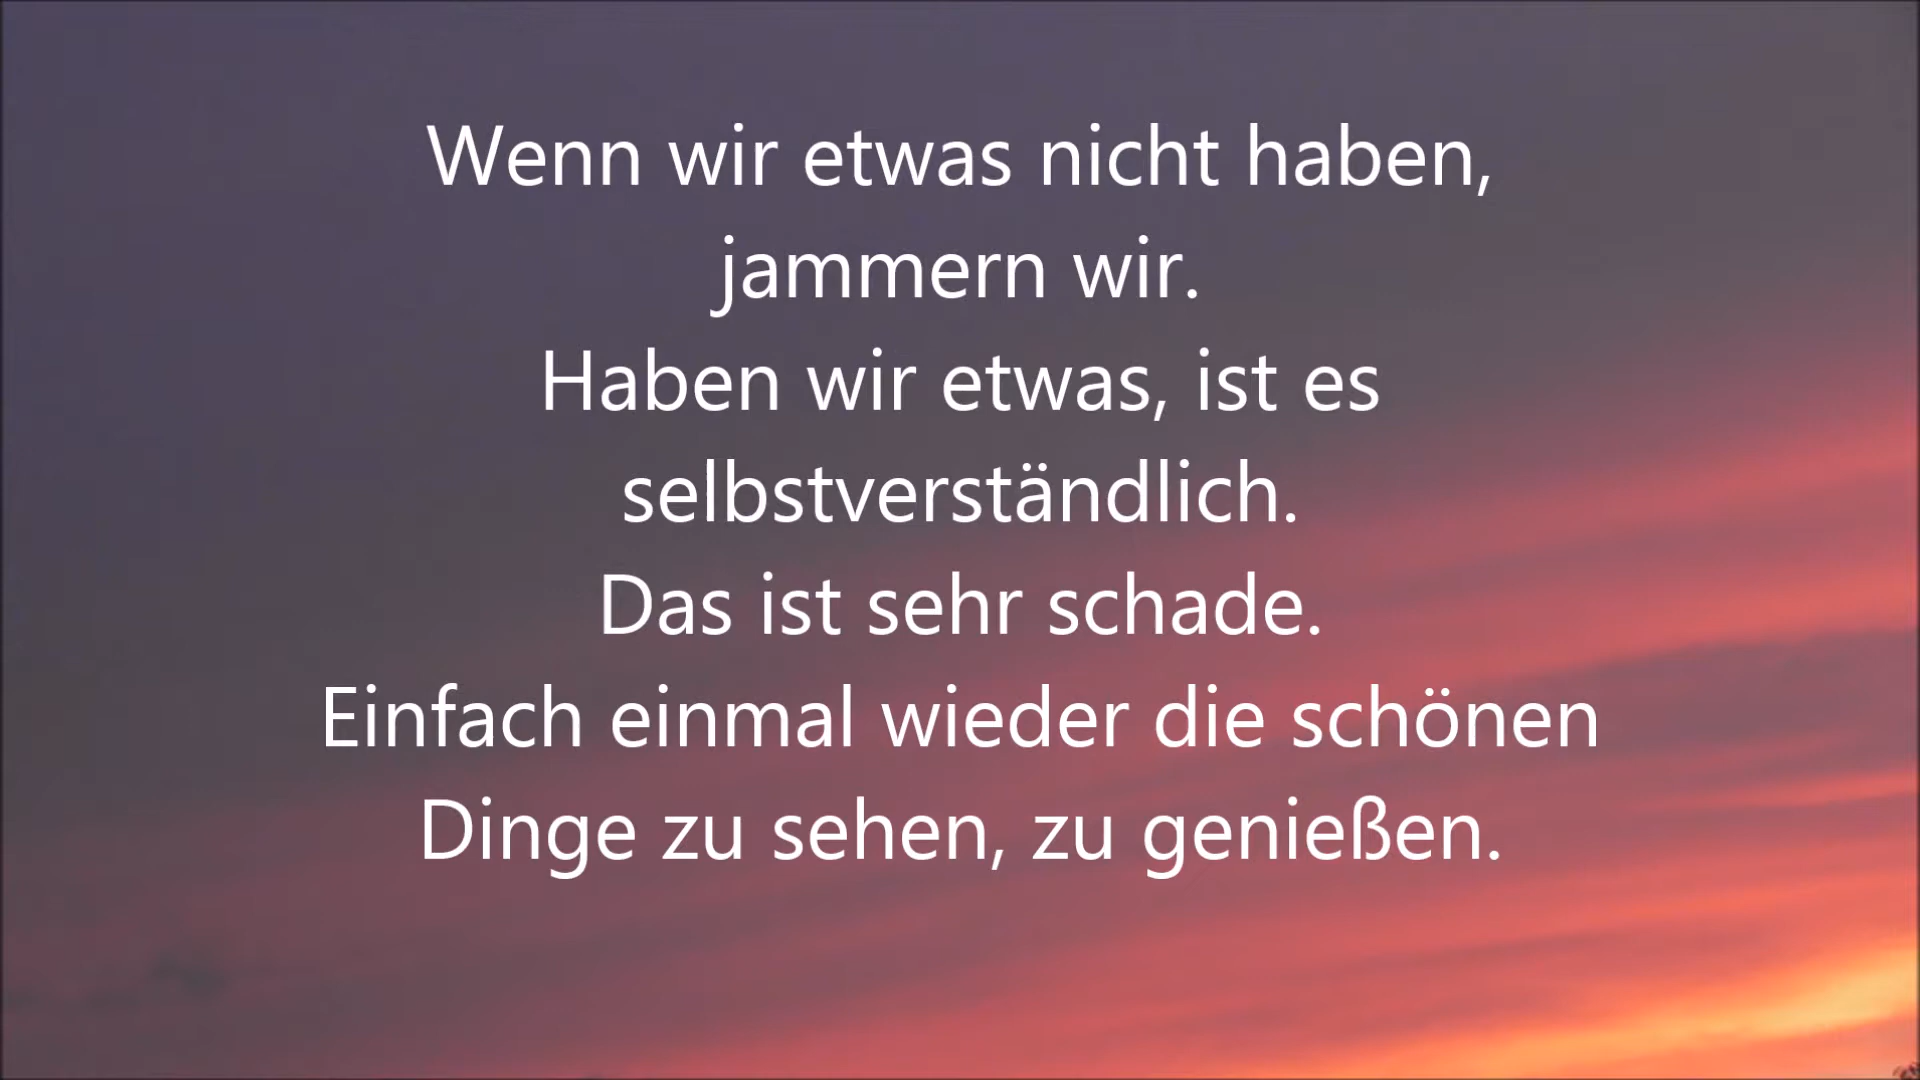 Wenn wir etwas nicht haben,
jammern wir.
Haben wir etwas, ist es
selbstverständlich.
Das ist sehr schade.
Einfach einmal wieder die schönen
Dinge zu sehen, zu genießen.